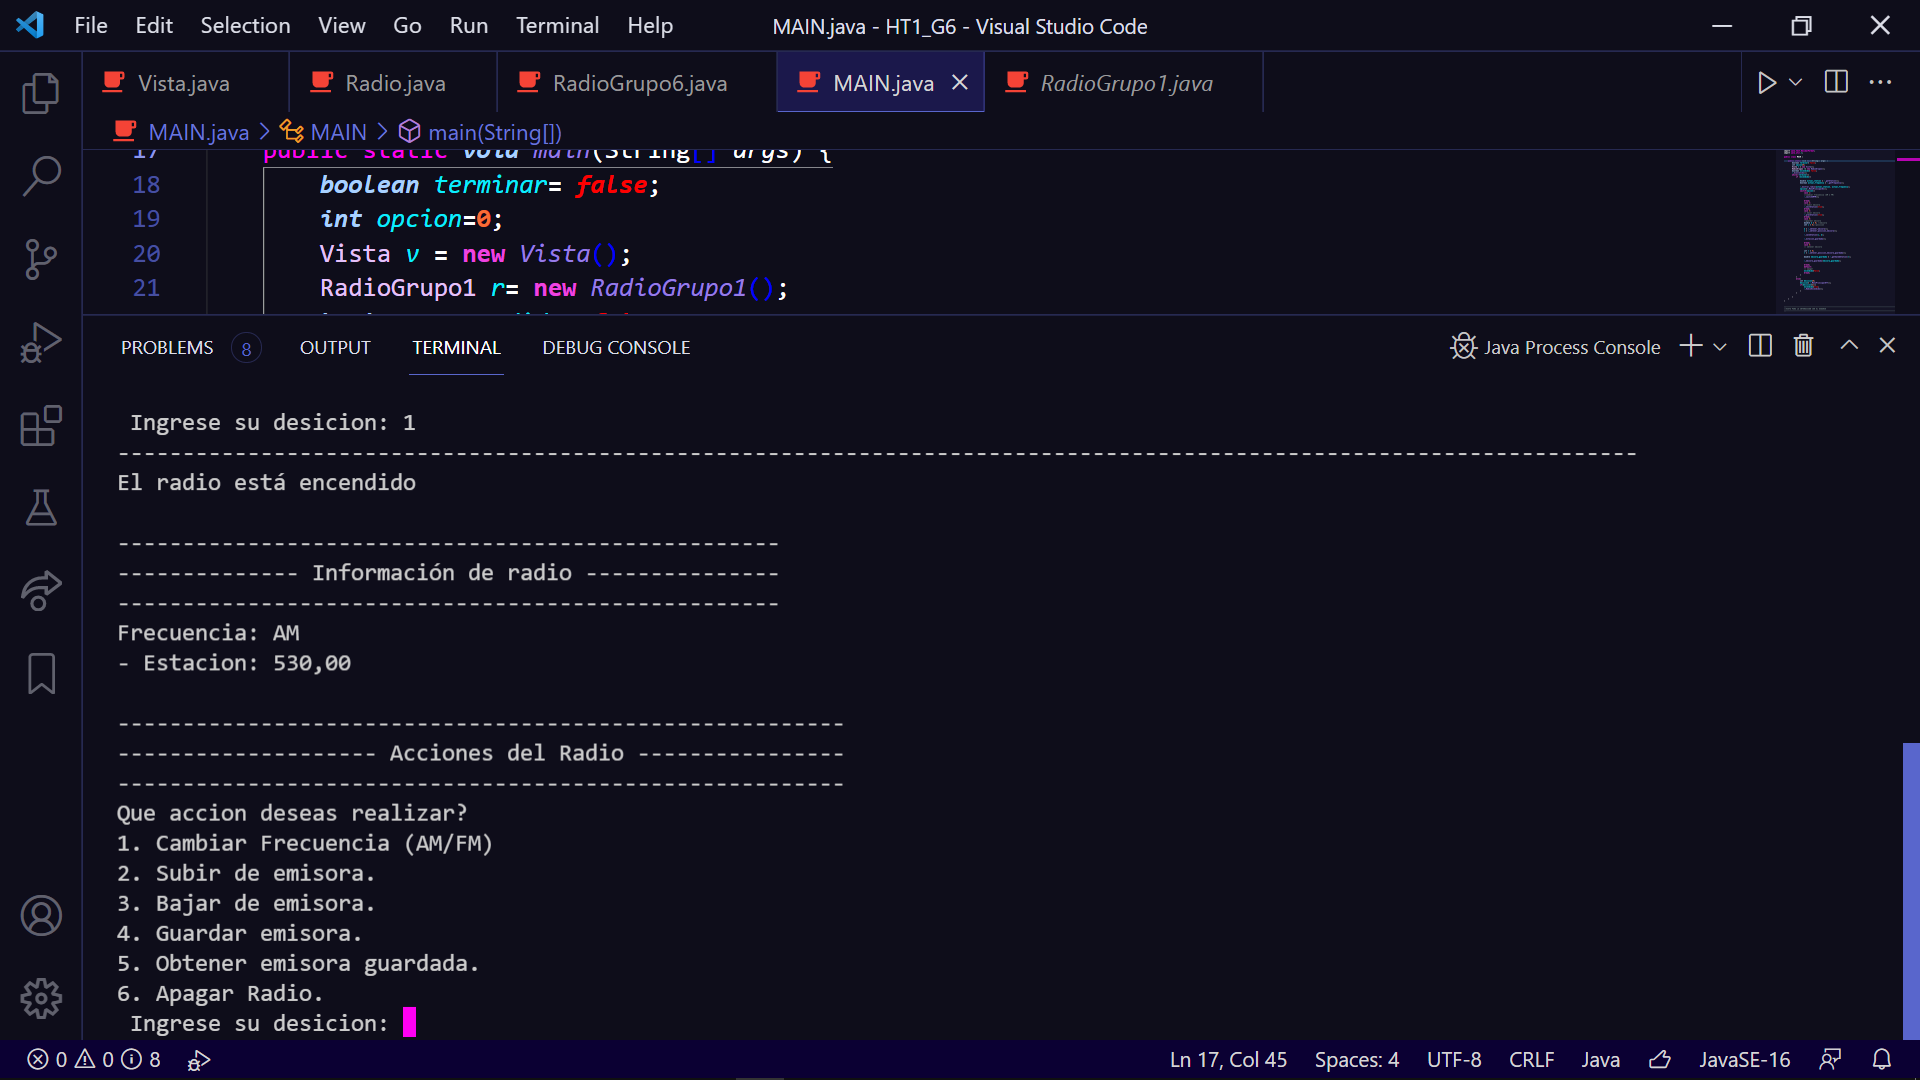 File Edit Selection View Go Run Terminal Help MAIN.java - HT1_G6 - Visual Studio Code
Vista.java Radio.java RadioGrupo6.java MAIN.java RadioGrupo1.java
MAIN.java > MAIN > main(String[])
17 public static void main(String[] args) {
18 boolean terminar= false;
19 int opcion=0;
20 Vista v = new Vista();
21 RadioGrupo1 r= new RadioGrupo1();
PROBLEMS 8 OUTPUT TERMINAL DEBUG CONSOLE Java Process Console
Ingrese su desicion: 1
---------------------------------------------------------------------------------------------------------------------
El radio está encendido
---------------------------------------------------
-------------- Información de radio ---------------
---------------------------------------------------
Frecuencia: AM
- Estacion: 530,00
--------------------------------------------------------
-------------------- Acciones del Radio ----------------
--------------------------------------------------------
Que accion deseas realizar?
1. Cambiar Frecuencia (AM/FM)
2. Subir de emisora.
3. Bajar de emisora.
4. Guardar emisora.
5. Obtener emisora guardada.
6. Apagar Radio.
Ingrese su desicion:
0 0 8 Ln 17, Col 45 Spaces: 4 UTF-8 CRLF Java JavaSE-16